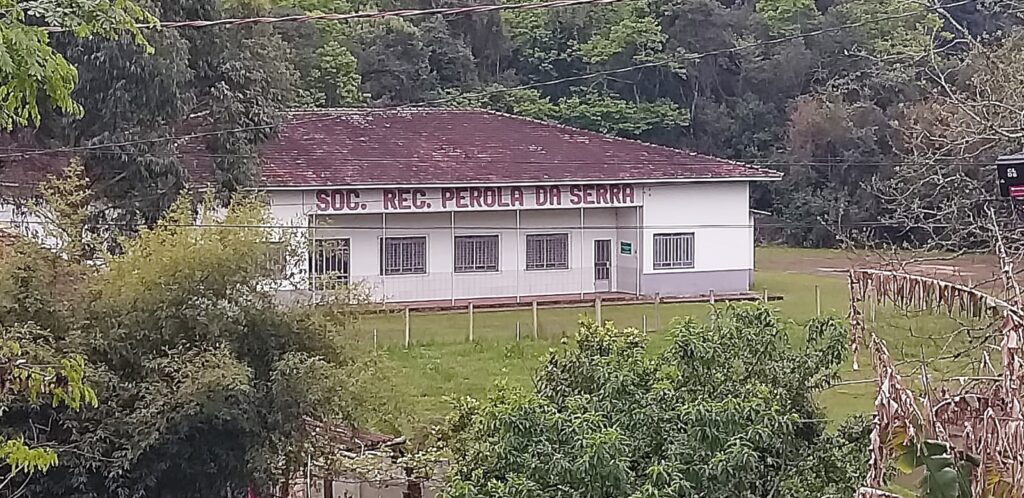 SOC. REC. PEROLA DA SERRA